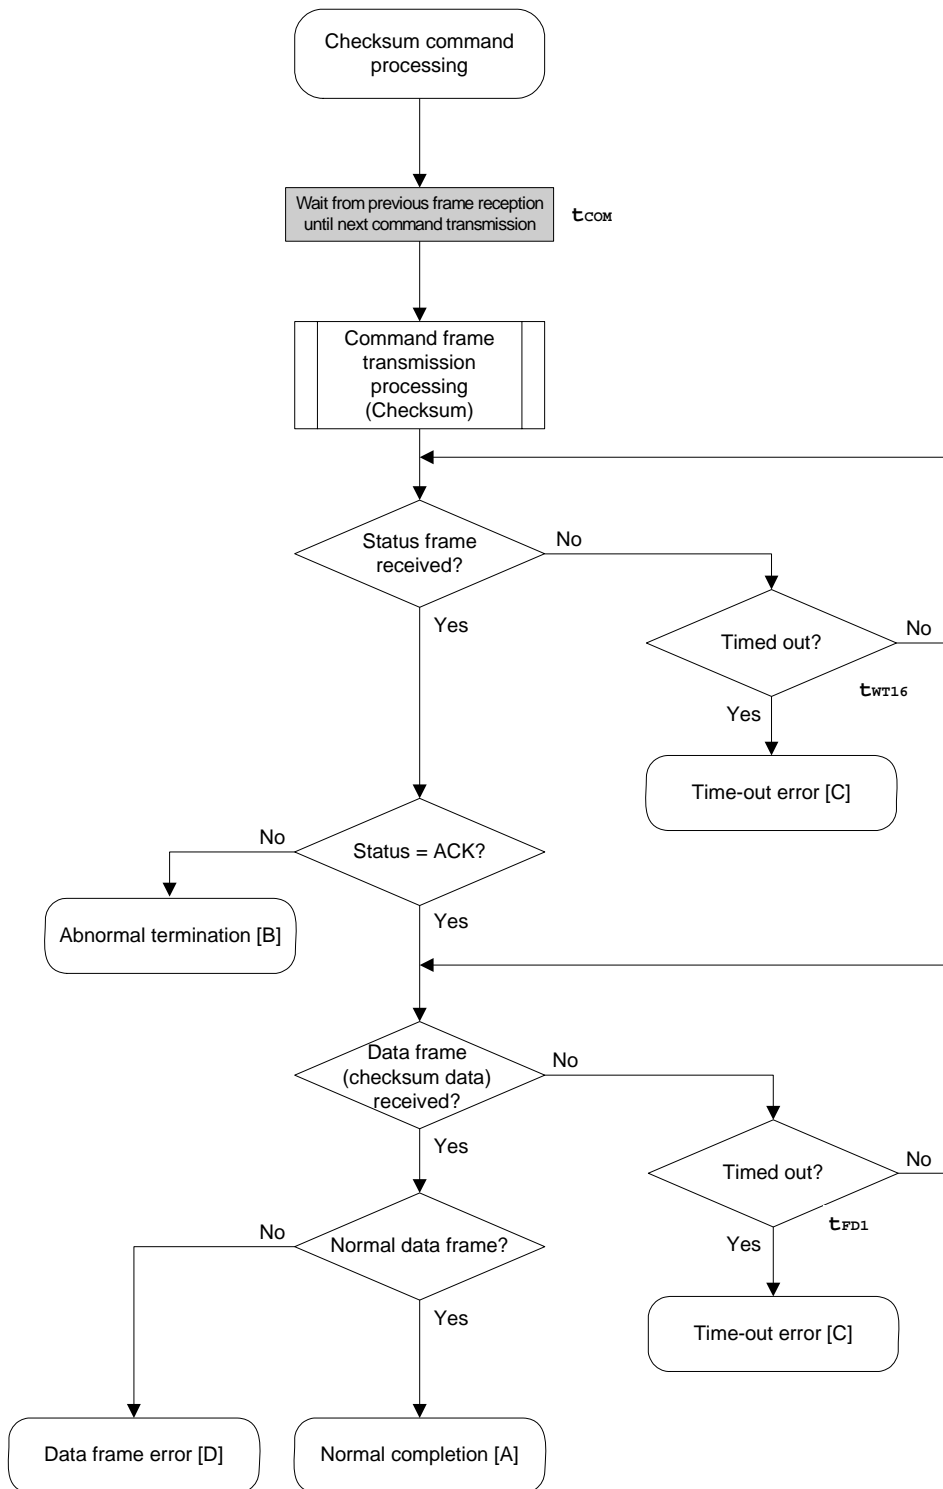 Checksum command
processing
Wait from previous frame reception
until next command transmission
tCOM
Command frame
transmission
processing
(Checksum)
Status frame
received?
No
Yes
Timed out?
No
tWT16
Yes
Time-out error [C]
Status = ACK?
No
Yes
Abnormal termination [B]
Data frame
(checksum data)
received?
No
Yes
Timed out?
No
tFD1
Yes
Time-out error [C]
Normal data frame?
No
Yes
Data frame error [D]
Normal completion [A]